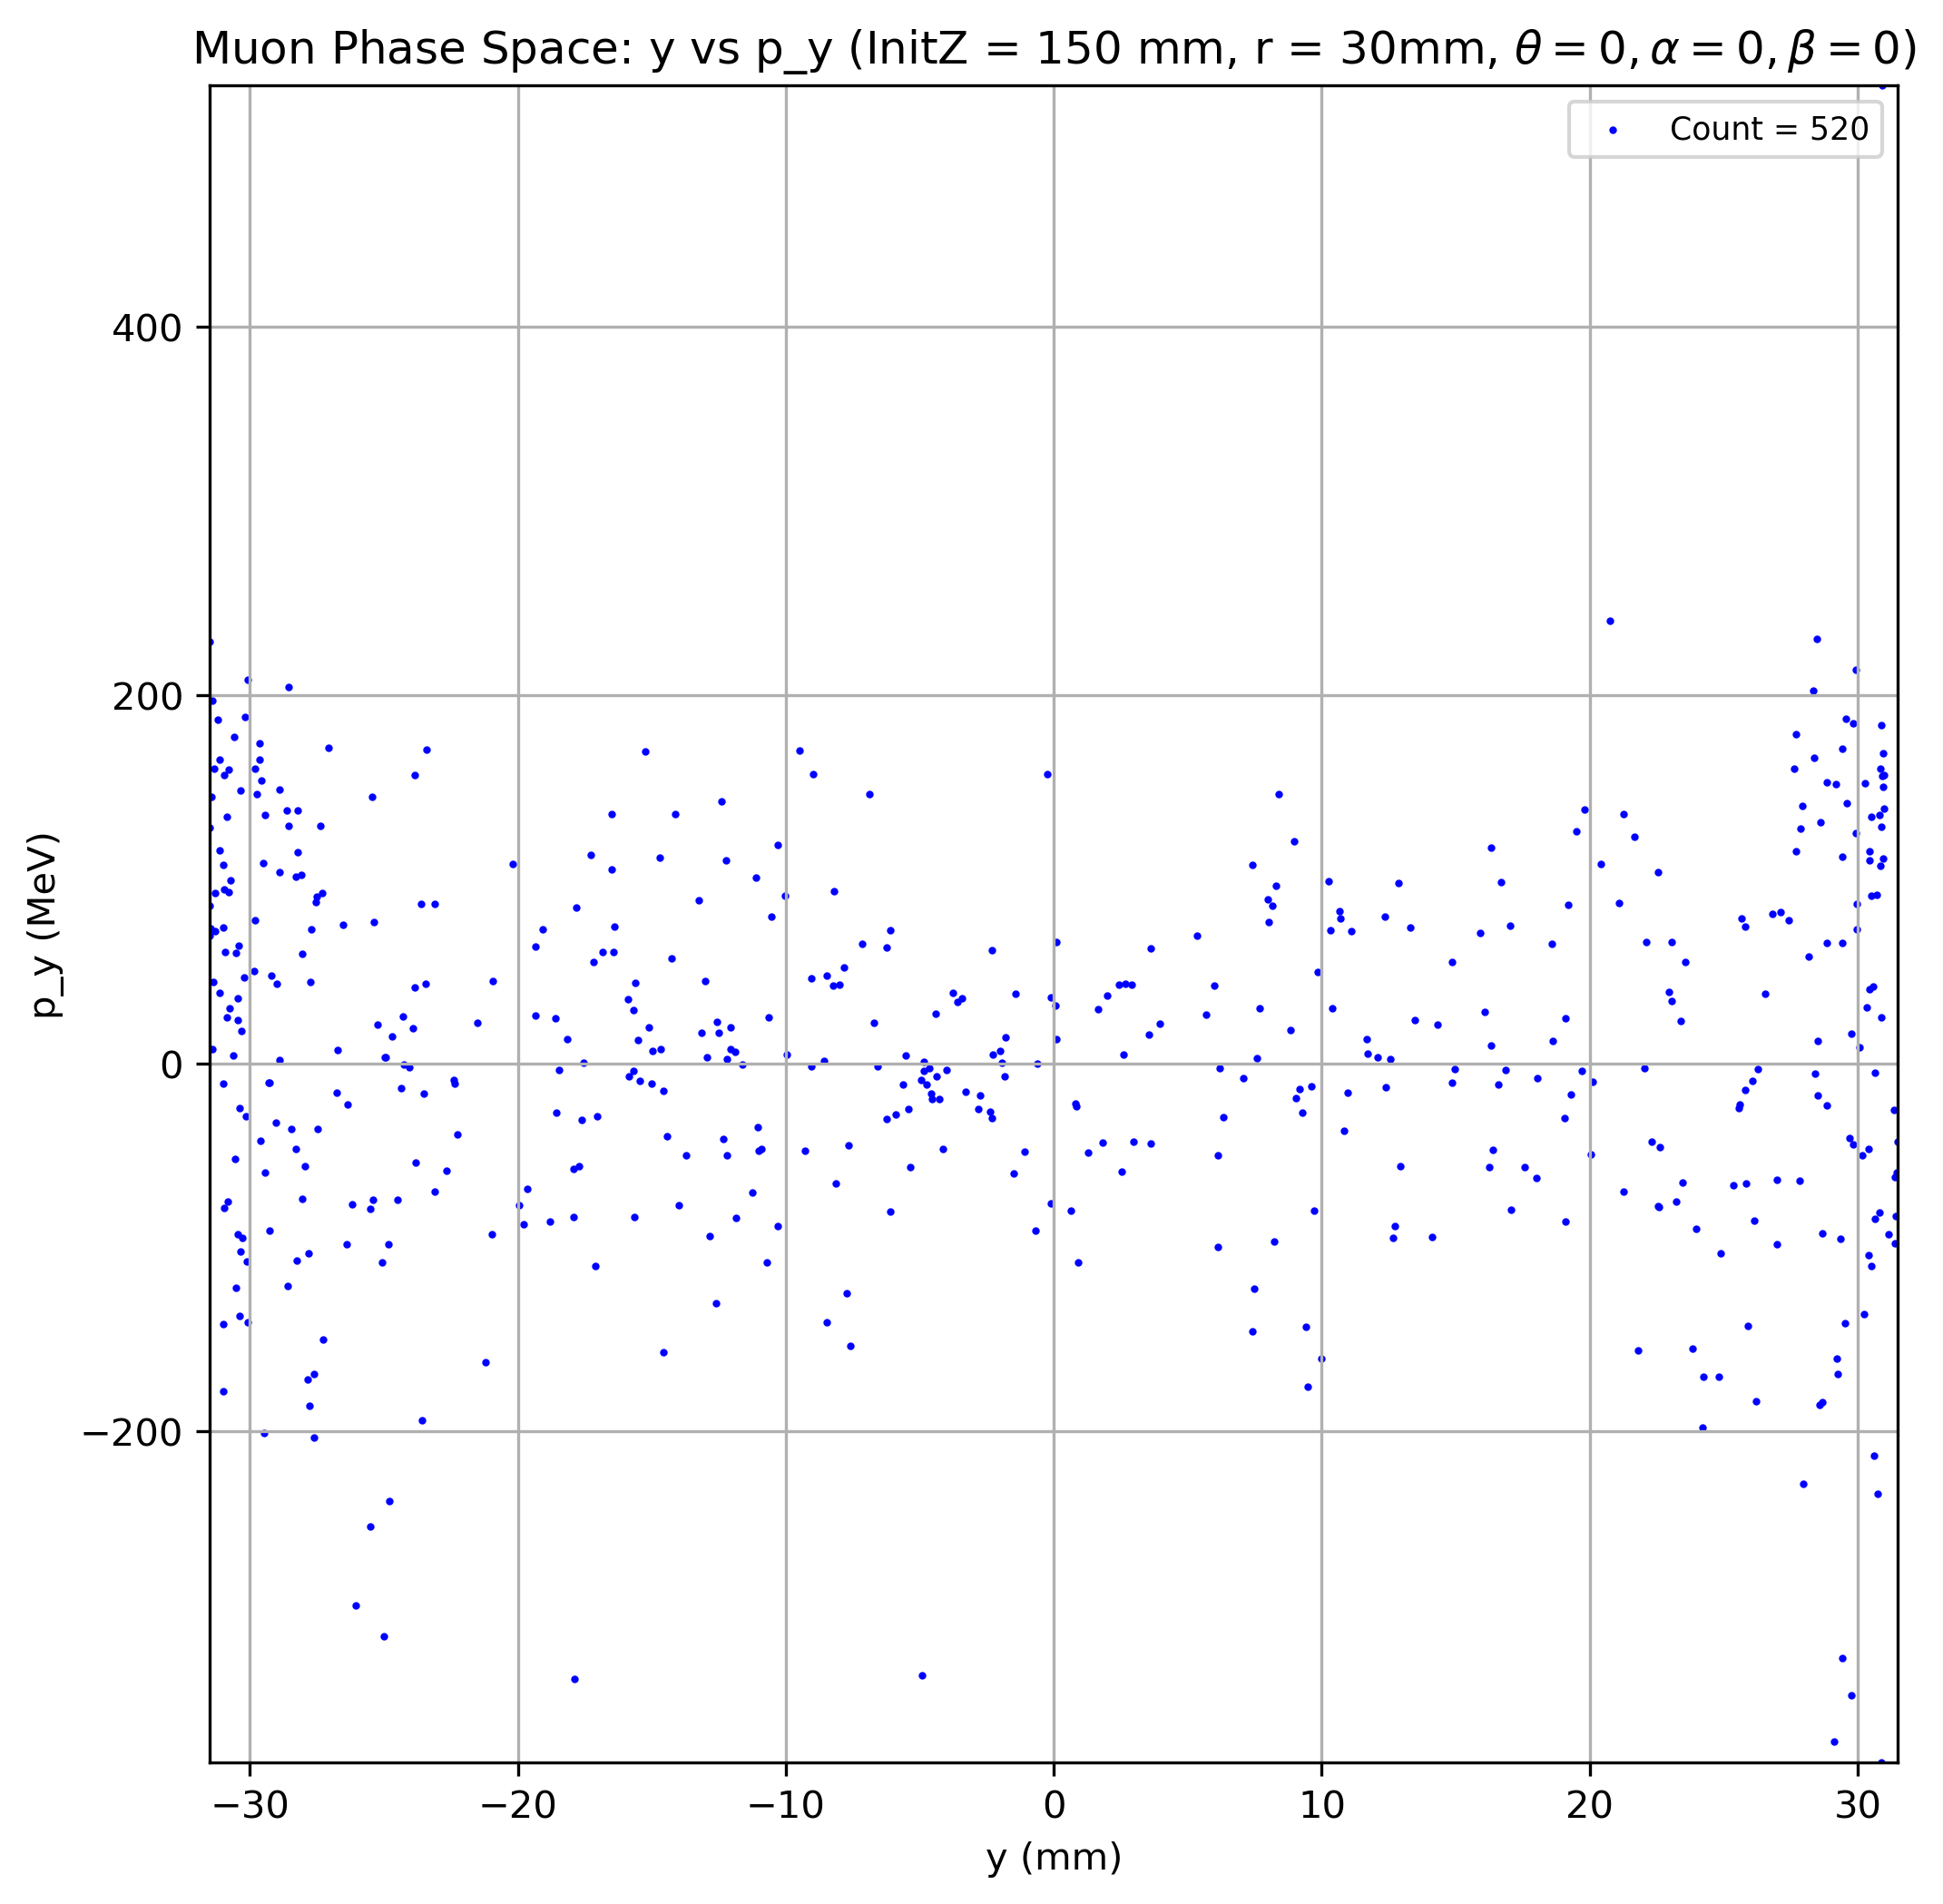 Muon Phase Space: y vs p_y (InitZ = 150 mm, r = 30mm, θ = 0, α = 0, β = 0)
Count = 520
400
200
0
−200
p_y (MeV)
−30 −20 −10 0 10 20 30
y (mm)